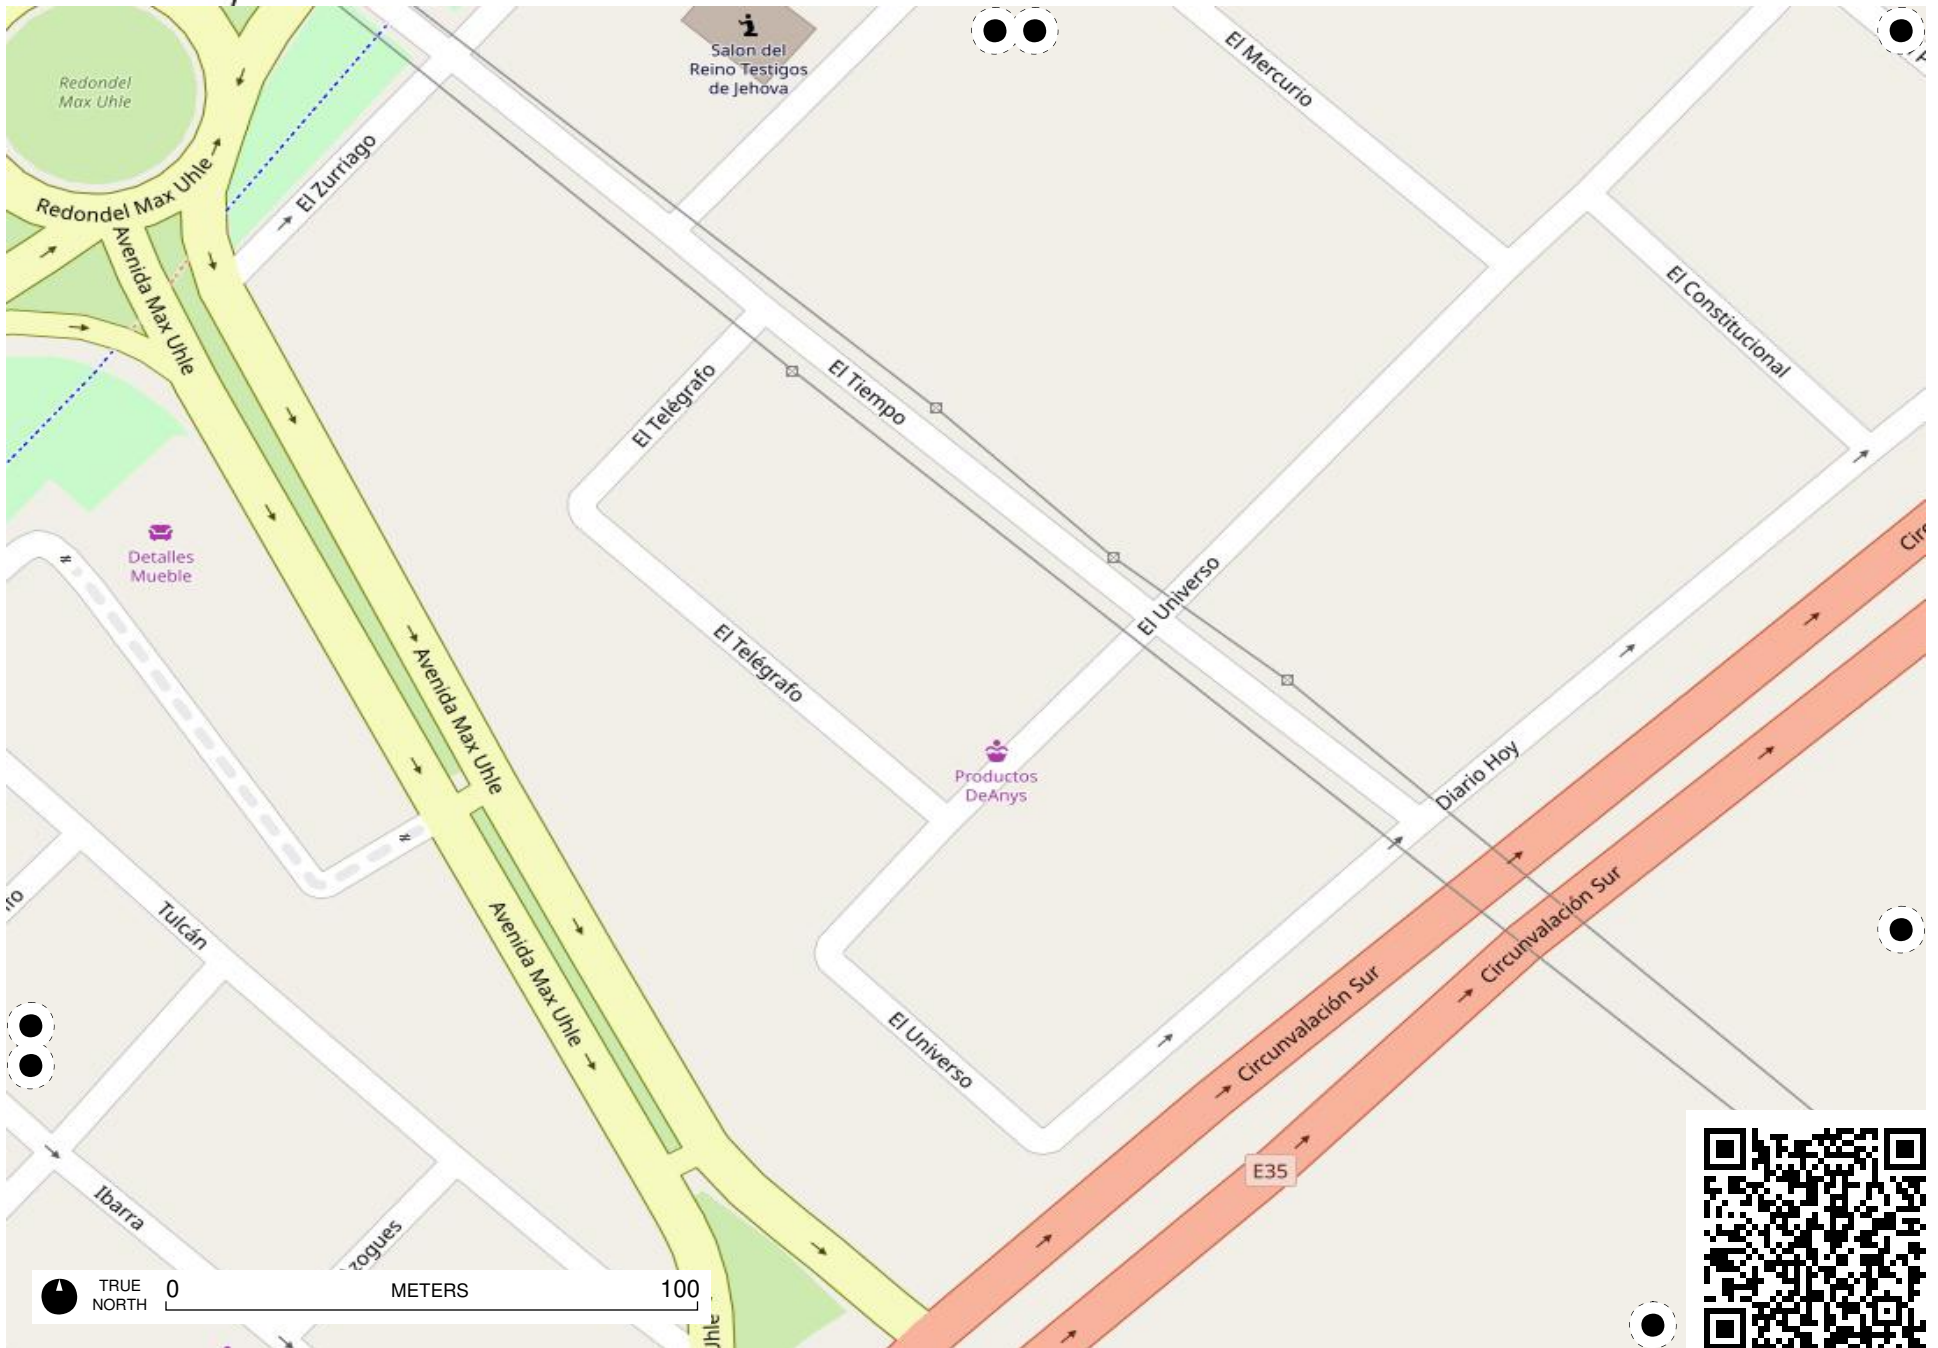 Salon del
Reino Testigos
de Jehova
El Mercurio
Redondel
Max Uhle
El Zurriago
Redondel Max Uhle
Avenida Max Uhle
El Constitucional
El Tiempo
El Telégrafo
Detalles
Mueble
El Universo
El Telégrafo
Avenida Max Uhle
Productos
DeAnys
Diario Hoy
Circunvalación Sur
Tulcán
Avenida Max Uhle
Circunvalación Sur
El Universo
E35
Ibarra
TRUE
NORTH
0
METERS
100